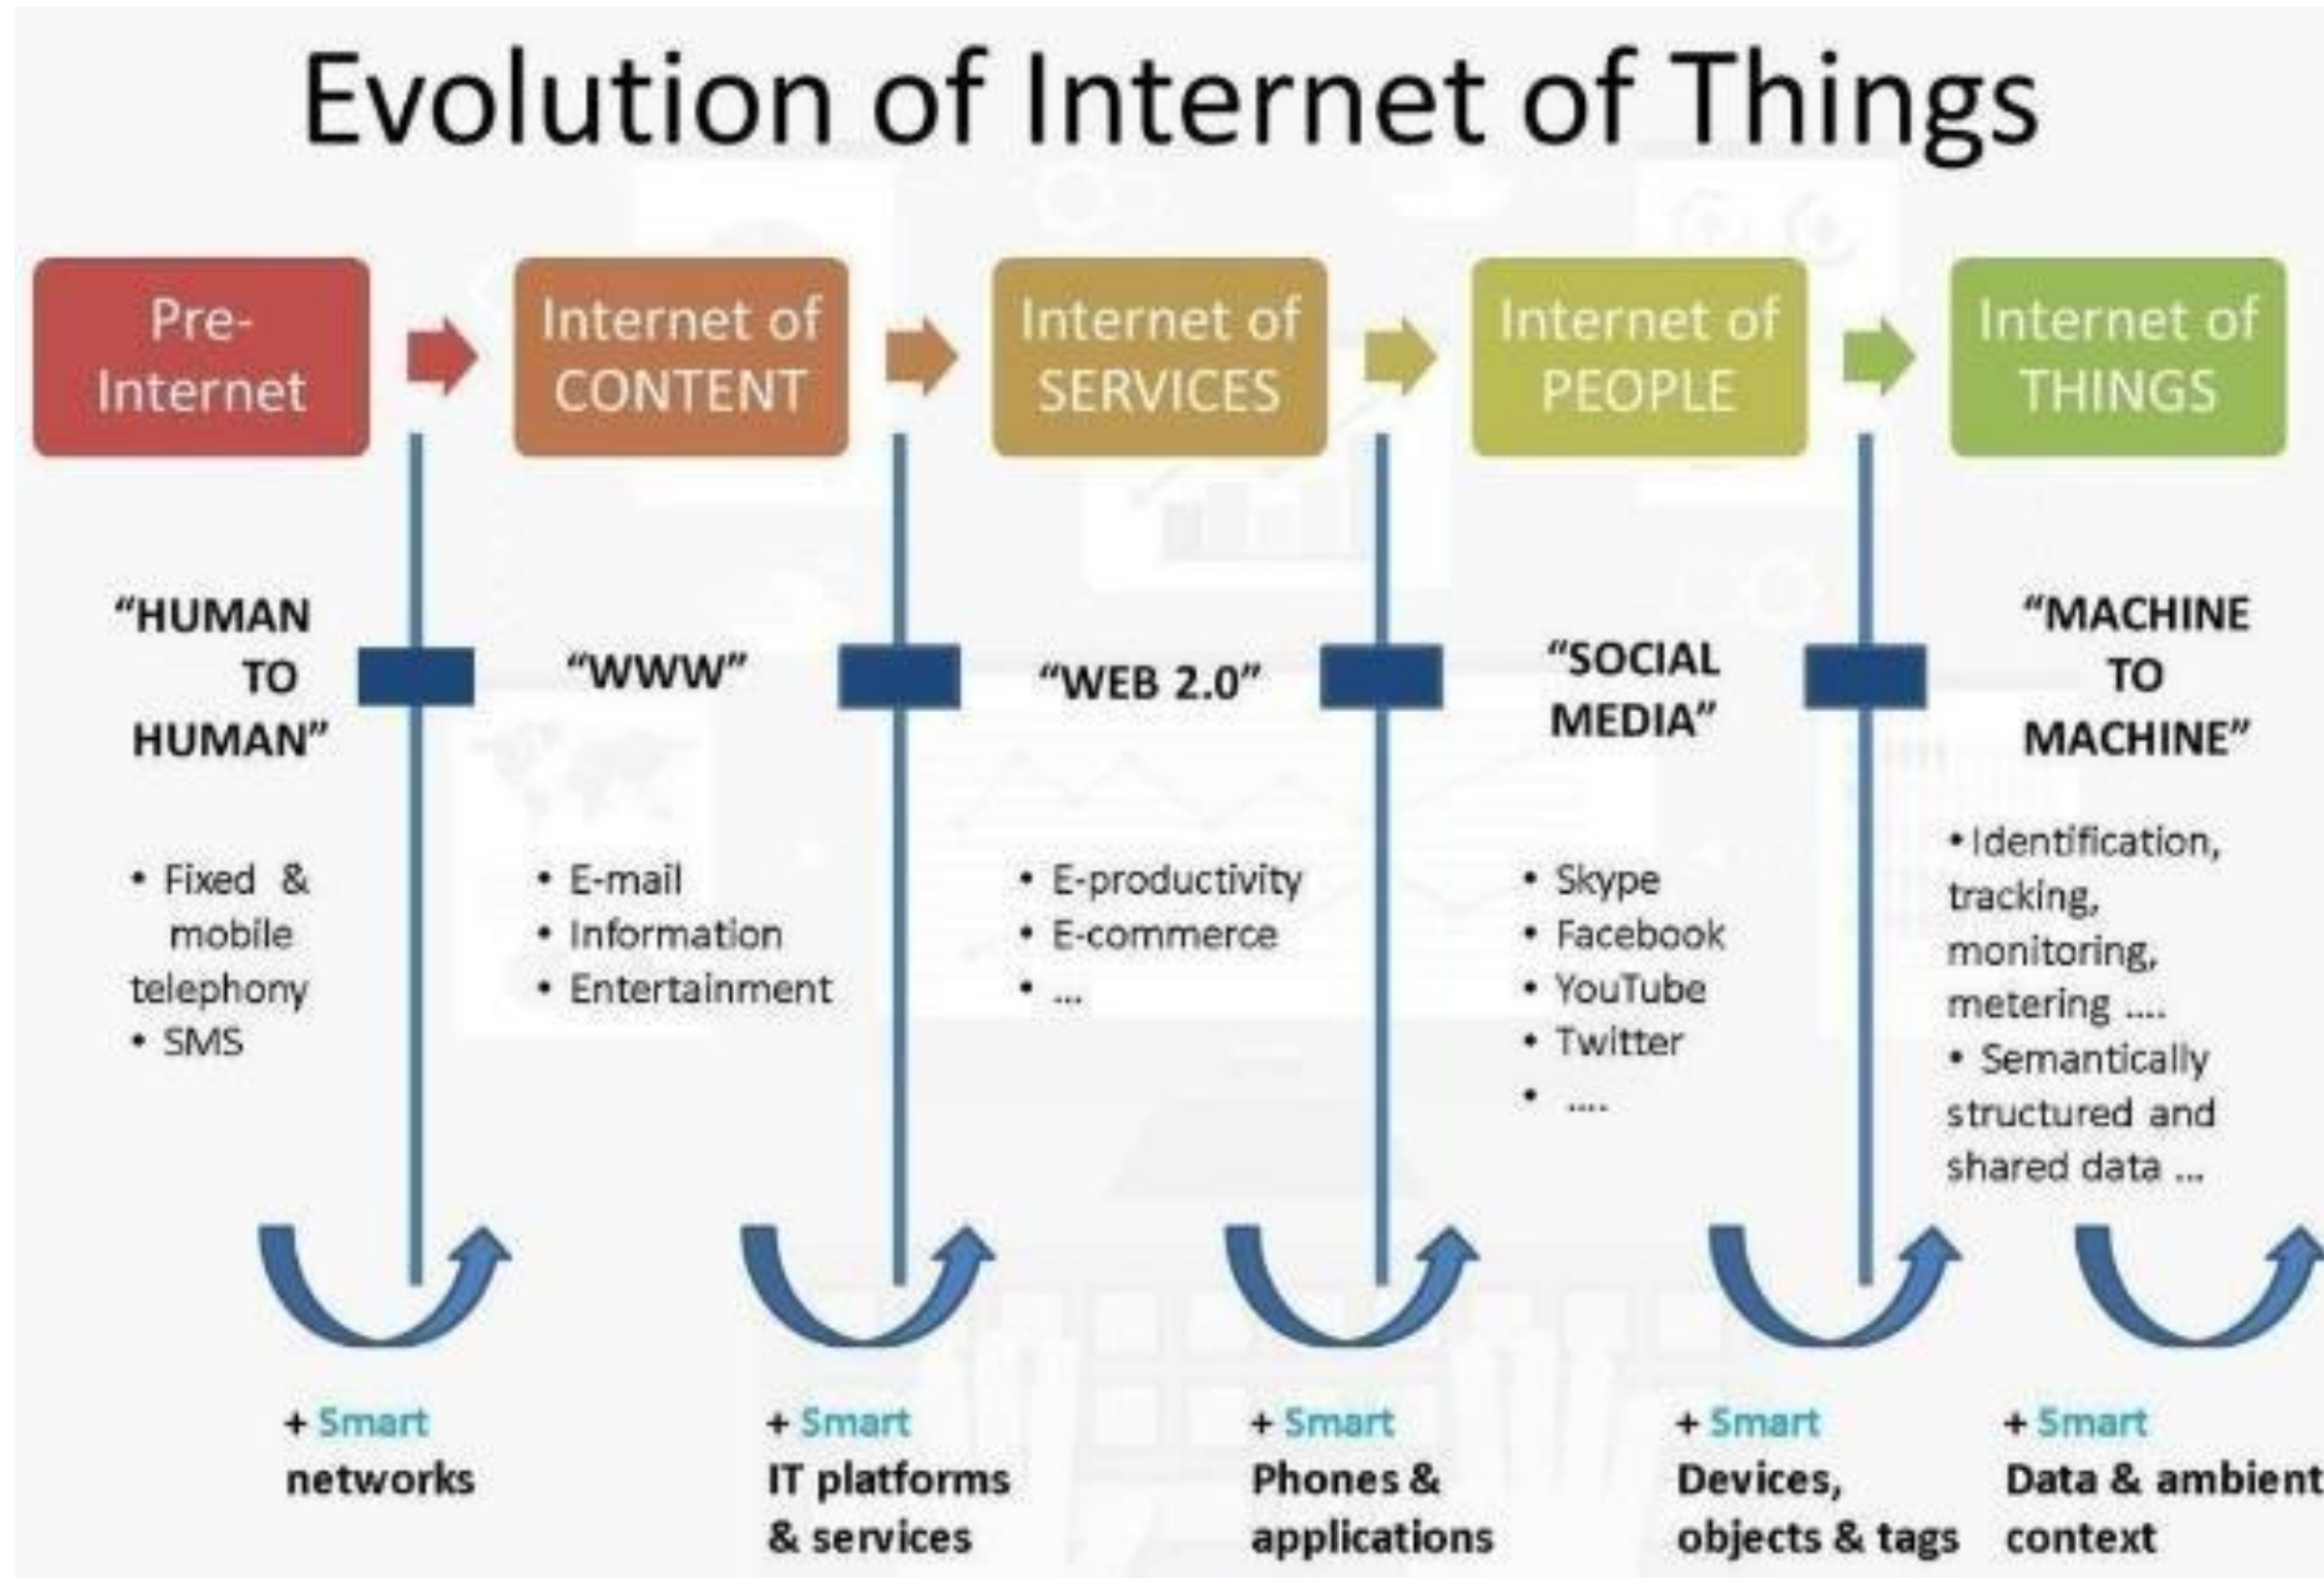 Evolution of Internet of Things
Pre-
Internet
Internet of
CONTENT
Internet of
SERVICES
Internet of
PEOPLE
Internet of
THINGS
“HUMAN
TO
HUMAN”
“WWW”
“WEB 2.0”
“SOCIAL
MEDIA”
“MACHINE
TO
MACHINE”
• Fixed &
mobile
telephony
• SMS
• E-mail
• Information
• Entertainment
• E-productivity
• E-commerce
• ...
• Skype
• Facebook
• YouTube
• Twitter
• ....
• Identification,
tracking,
monitoring,
metering ....
• Semantically
structured and
shared data ...
+ Smart
networks
+ Smart
IT platforms
& services
+ Smart
Phones &
applications
+ Smart
Devices,
objects & tags
+ Smart
Data & ambient
context